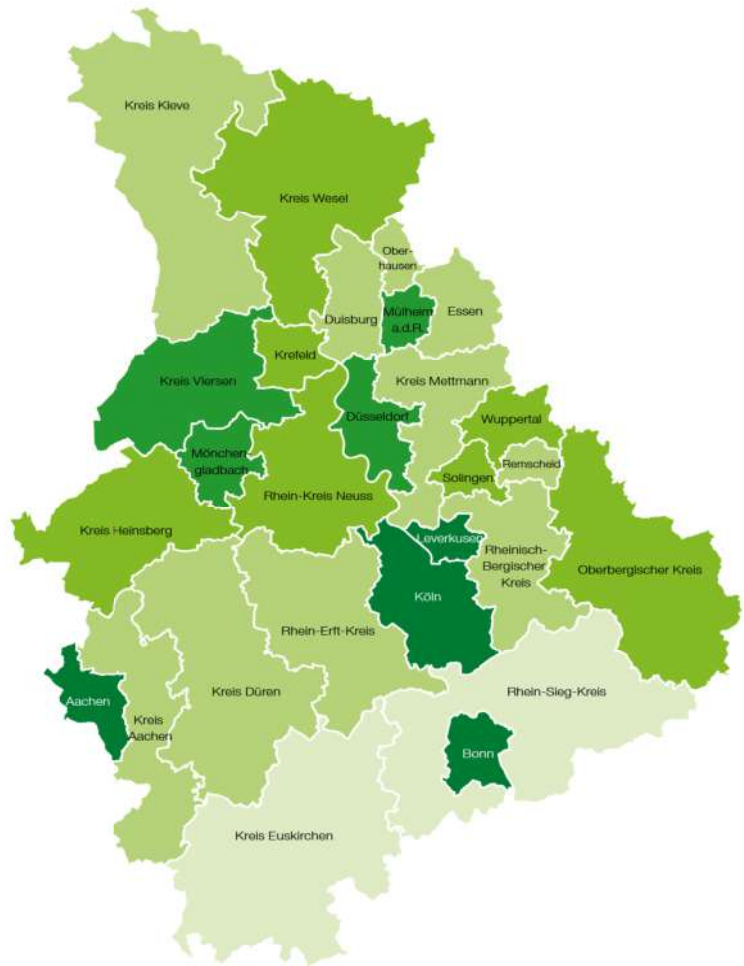 Kreis Kleve
Kreis Wesel
Ober-
hausen
Duisburg
Mülheim
a.d.R.
Essen
Krefeld
Kreis Viersen
Kreis Mettmann
Düsseldorf
Wuppertal
Mönchen
gladbach
Remscheid
Solingen
Rhein-Kreis Neuss
Kreis Heinsberg
Leverkusen
Rheinisch-
Bergischer
Kreis
Oberbergischer Kreis
Köln
Rhein-Erft-Kreis
Kreis Düren
Rhein-Sieg-Kreis
Aachen
Kreis
Aachen
Bonn
Kreis Euskirchen